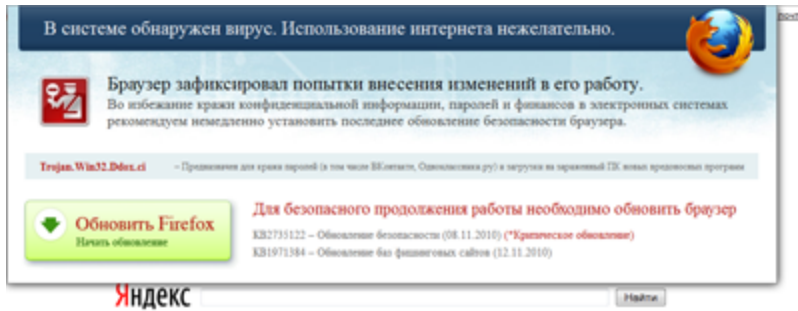 В системе обнаружен вирус. Использование интернета нежелательно.
Браузер зафиксировал попытки внесения изменений в его работу.
Во избежание кражи конфиденциальной информации, паролей и финансов в электронных системах
рекомендуем немедленно установить последнее обновление безопасности браузера.
Trojan.Win32.Ddox.ci – Предназначен для кражи паролей (в том числе ВКонтакте, Одноклассники.ру) и загрузки на зараженный ПК новых вредоносных программ
Обновить Firefox
Начать обновление
Для безопасного продолжения работы необходимо обновить браузер
KB2735122 – Обновление безопасности (08.11.2010) (*Критическое обновление)
KB1971384 – Обновление баз фишинговых сайтов (12.11.2010)
Яндекс
Найти